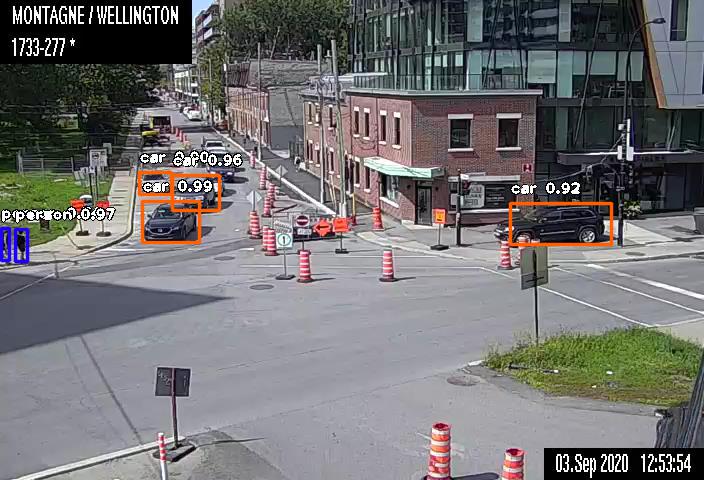 MONTAGNE / WELLINGTON
1733-277 *
car 0.96
car 0.99
car 0.92
person 0.97
1
03.Sep 2020 12:53:54